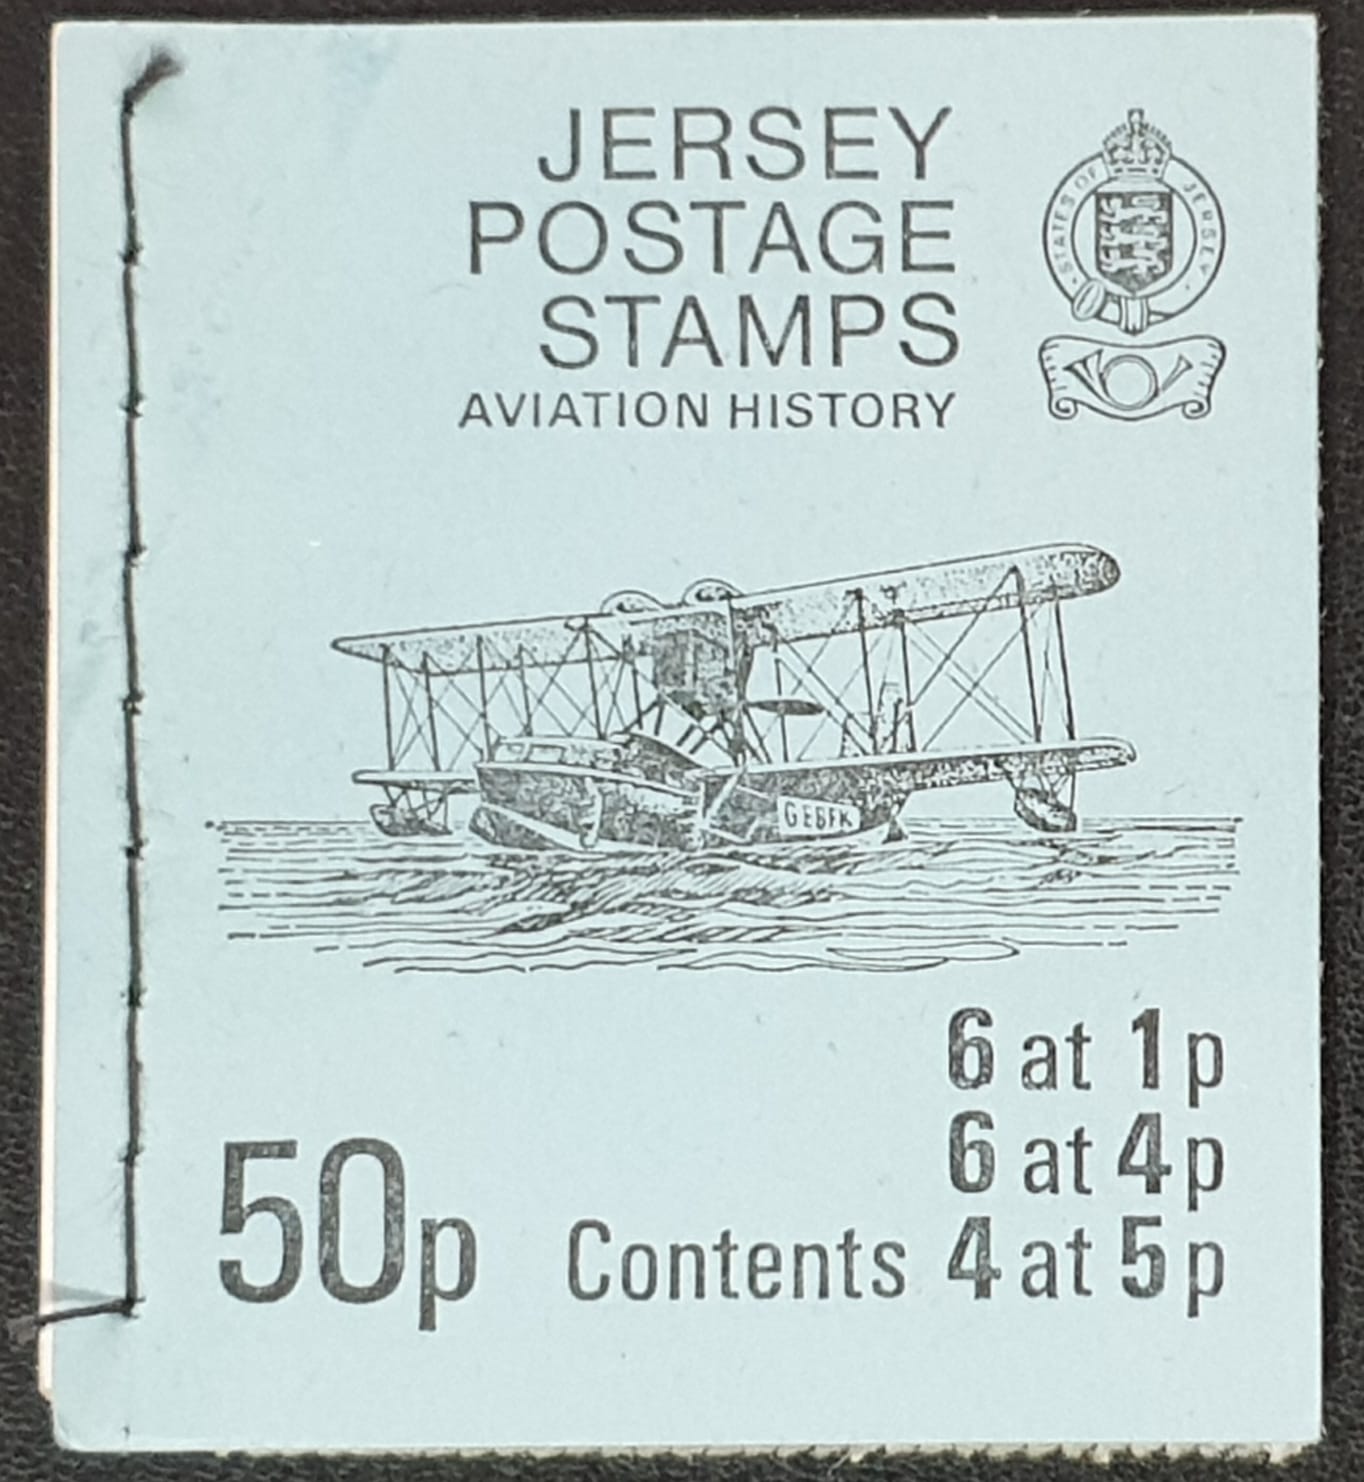 JERSEY
POSTAGE
STAMPS
AVIATION HISTORY
· STATES OF JERSEY ·
GEBFK
6 at 1p
6 at 4p
50p Contents 4 at 5p